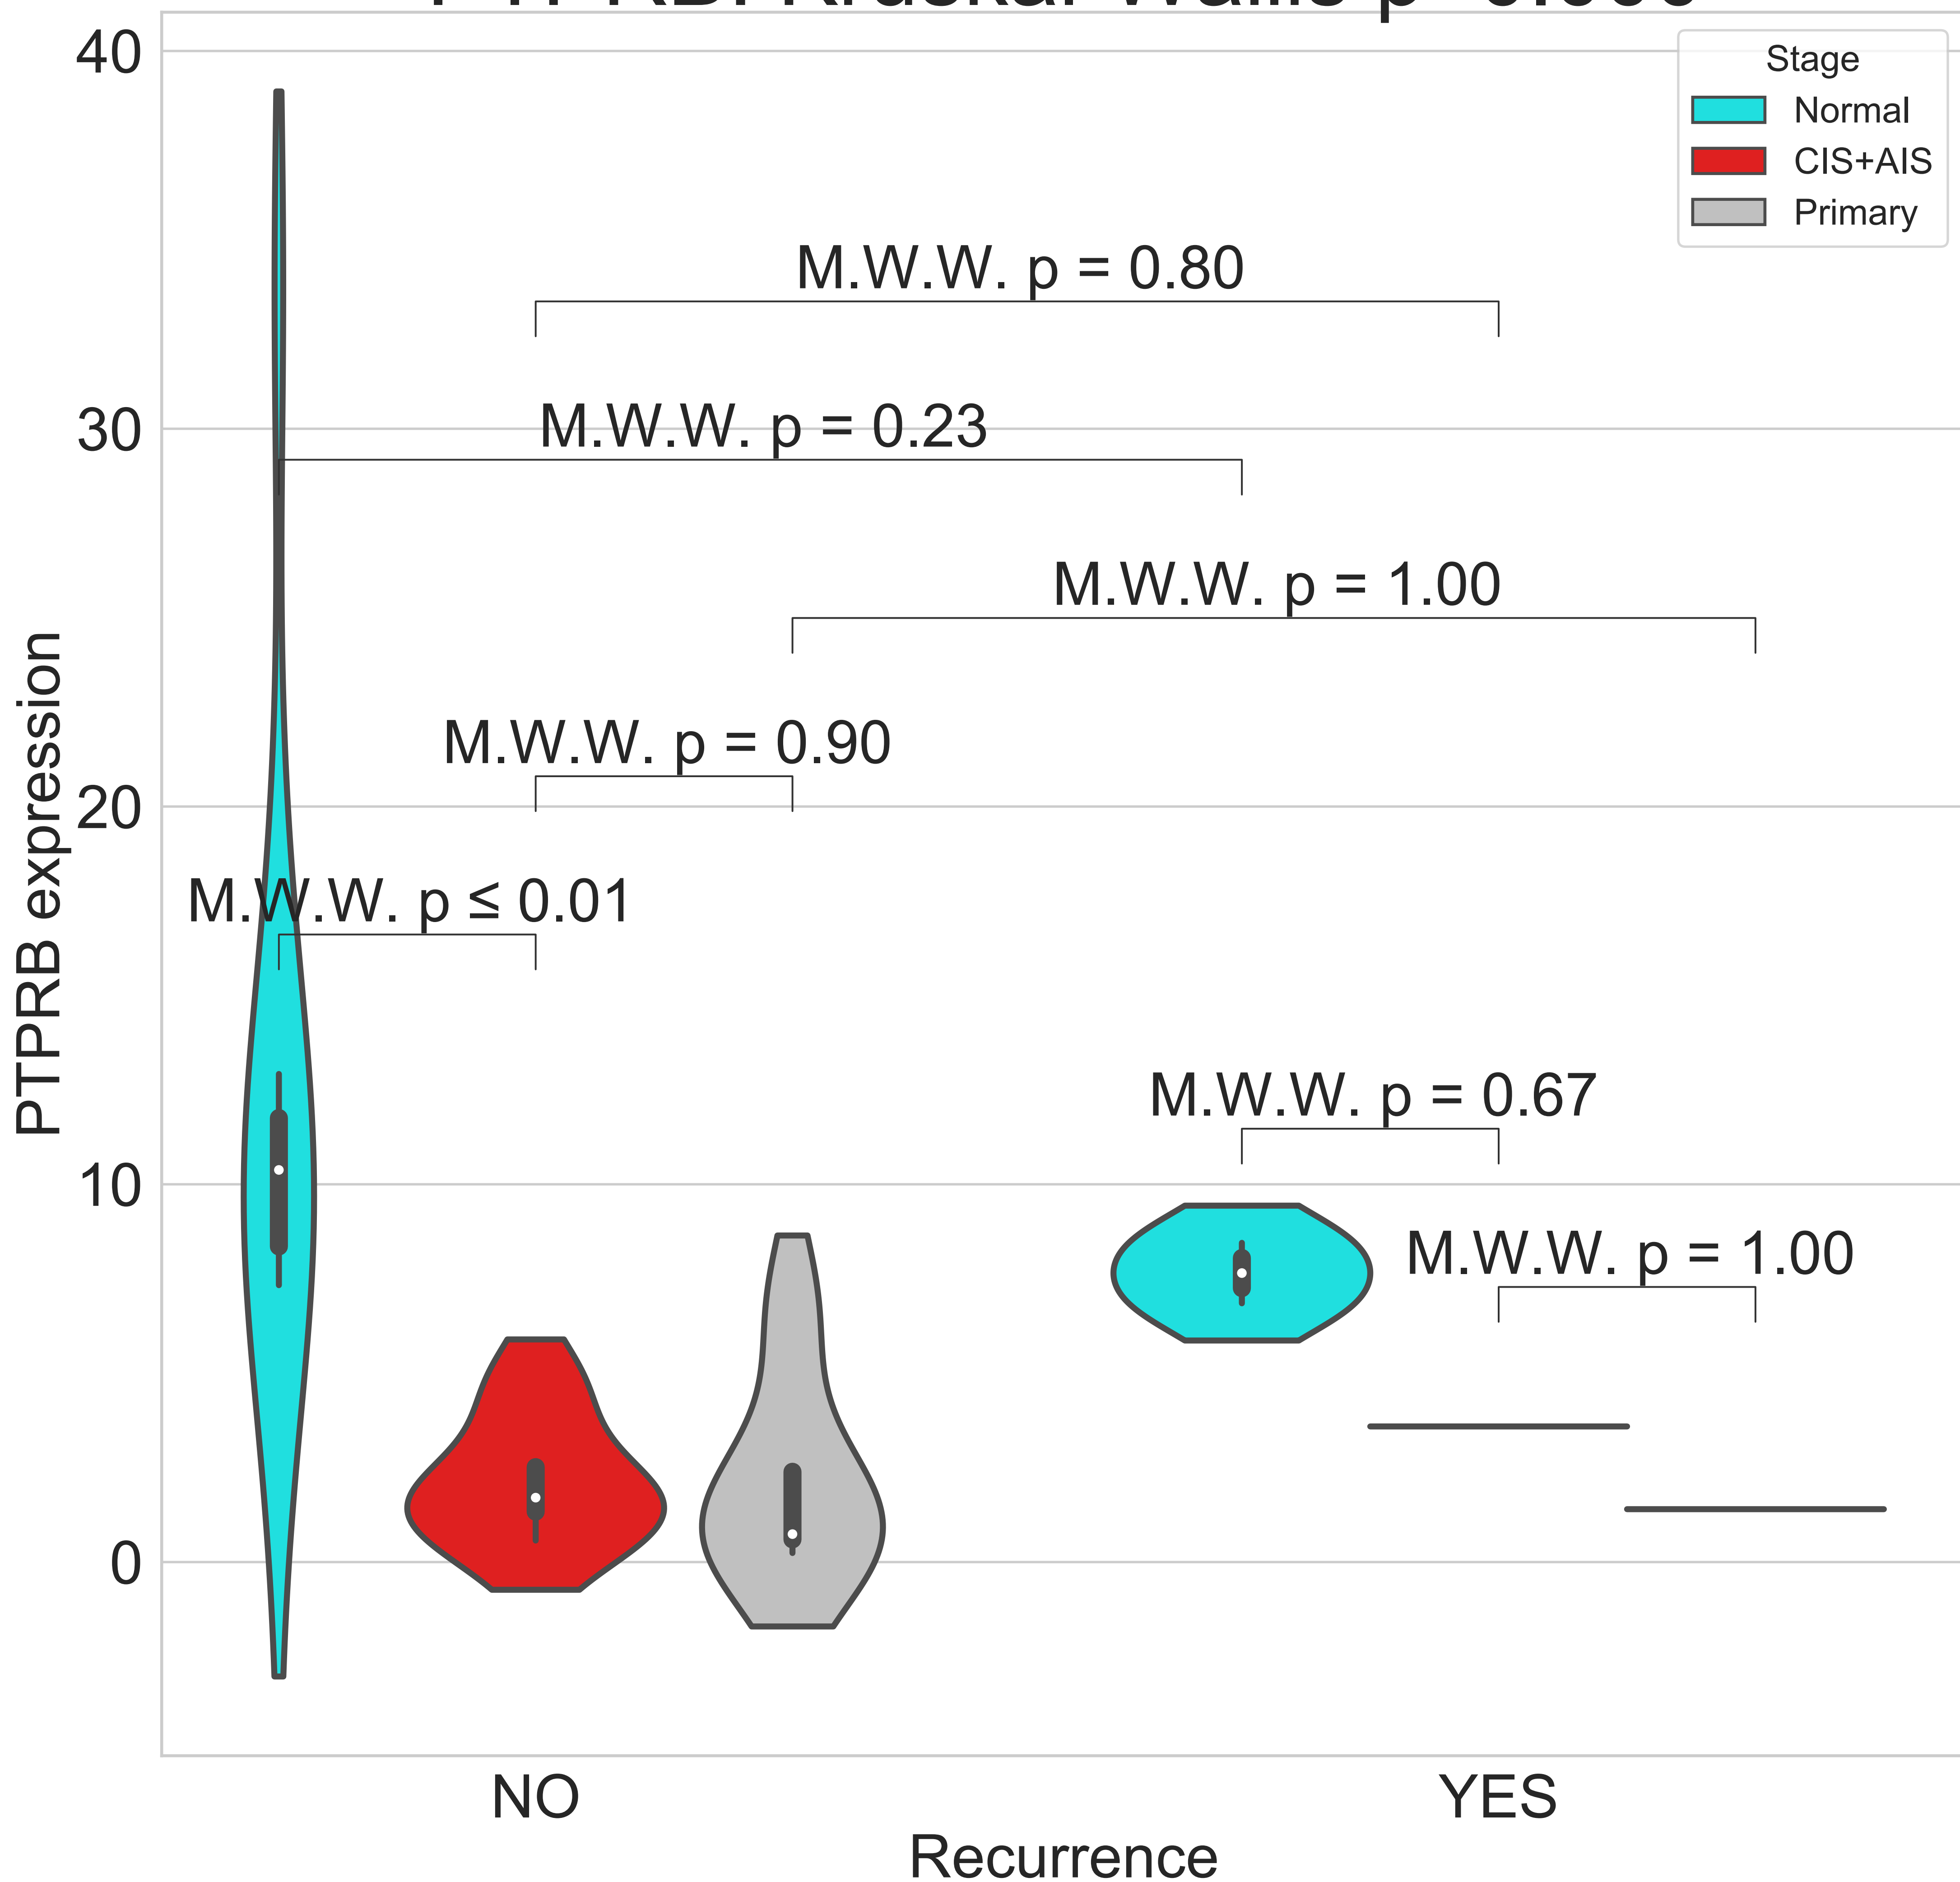 40
30
20
10
0
PTPRB expression
Stage
Normal
CIS+AIS
Primary
M.W.W. p = 0.80
M.W.W. p = 0.23
M.W.W. p = 1.00
M.W.W. p = 0.90
M.W.W. p ≤ 0.01
M.W.W. p = 0.67
M.W.W. p = 1.00
NO
YES
Recurrence